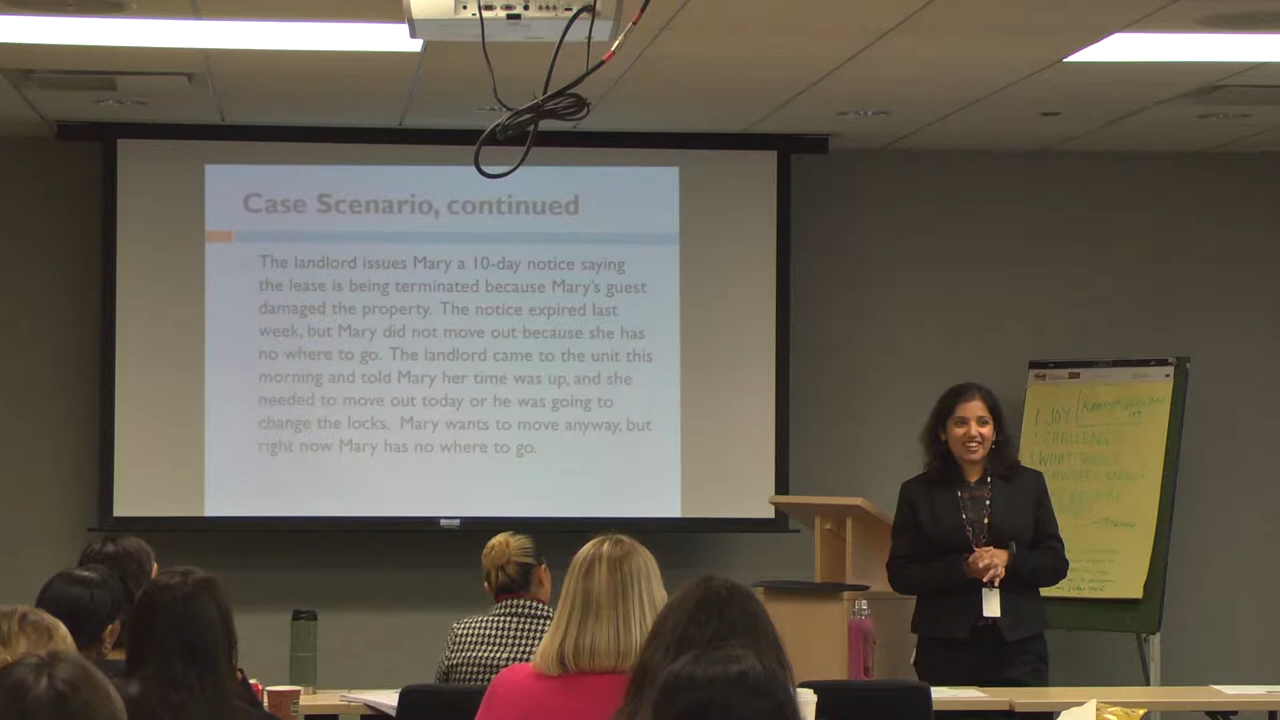 Case Scenario, continued
The landlord issues Mary a 10-day notice saying
the lease is being terminated because Mary's guest
damaged the property. The notice expired last
week, but Mary did not move out because she has
no where to go. The landlord came to the unit this
morning and told Mary her time was up, and she
needed to move out today or he was going to
change the locks. Mary wants to move anyway, but
right now Mary has no where to go.
1. JOY
WHAT